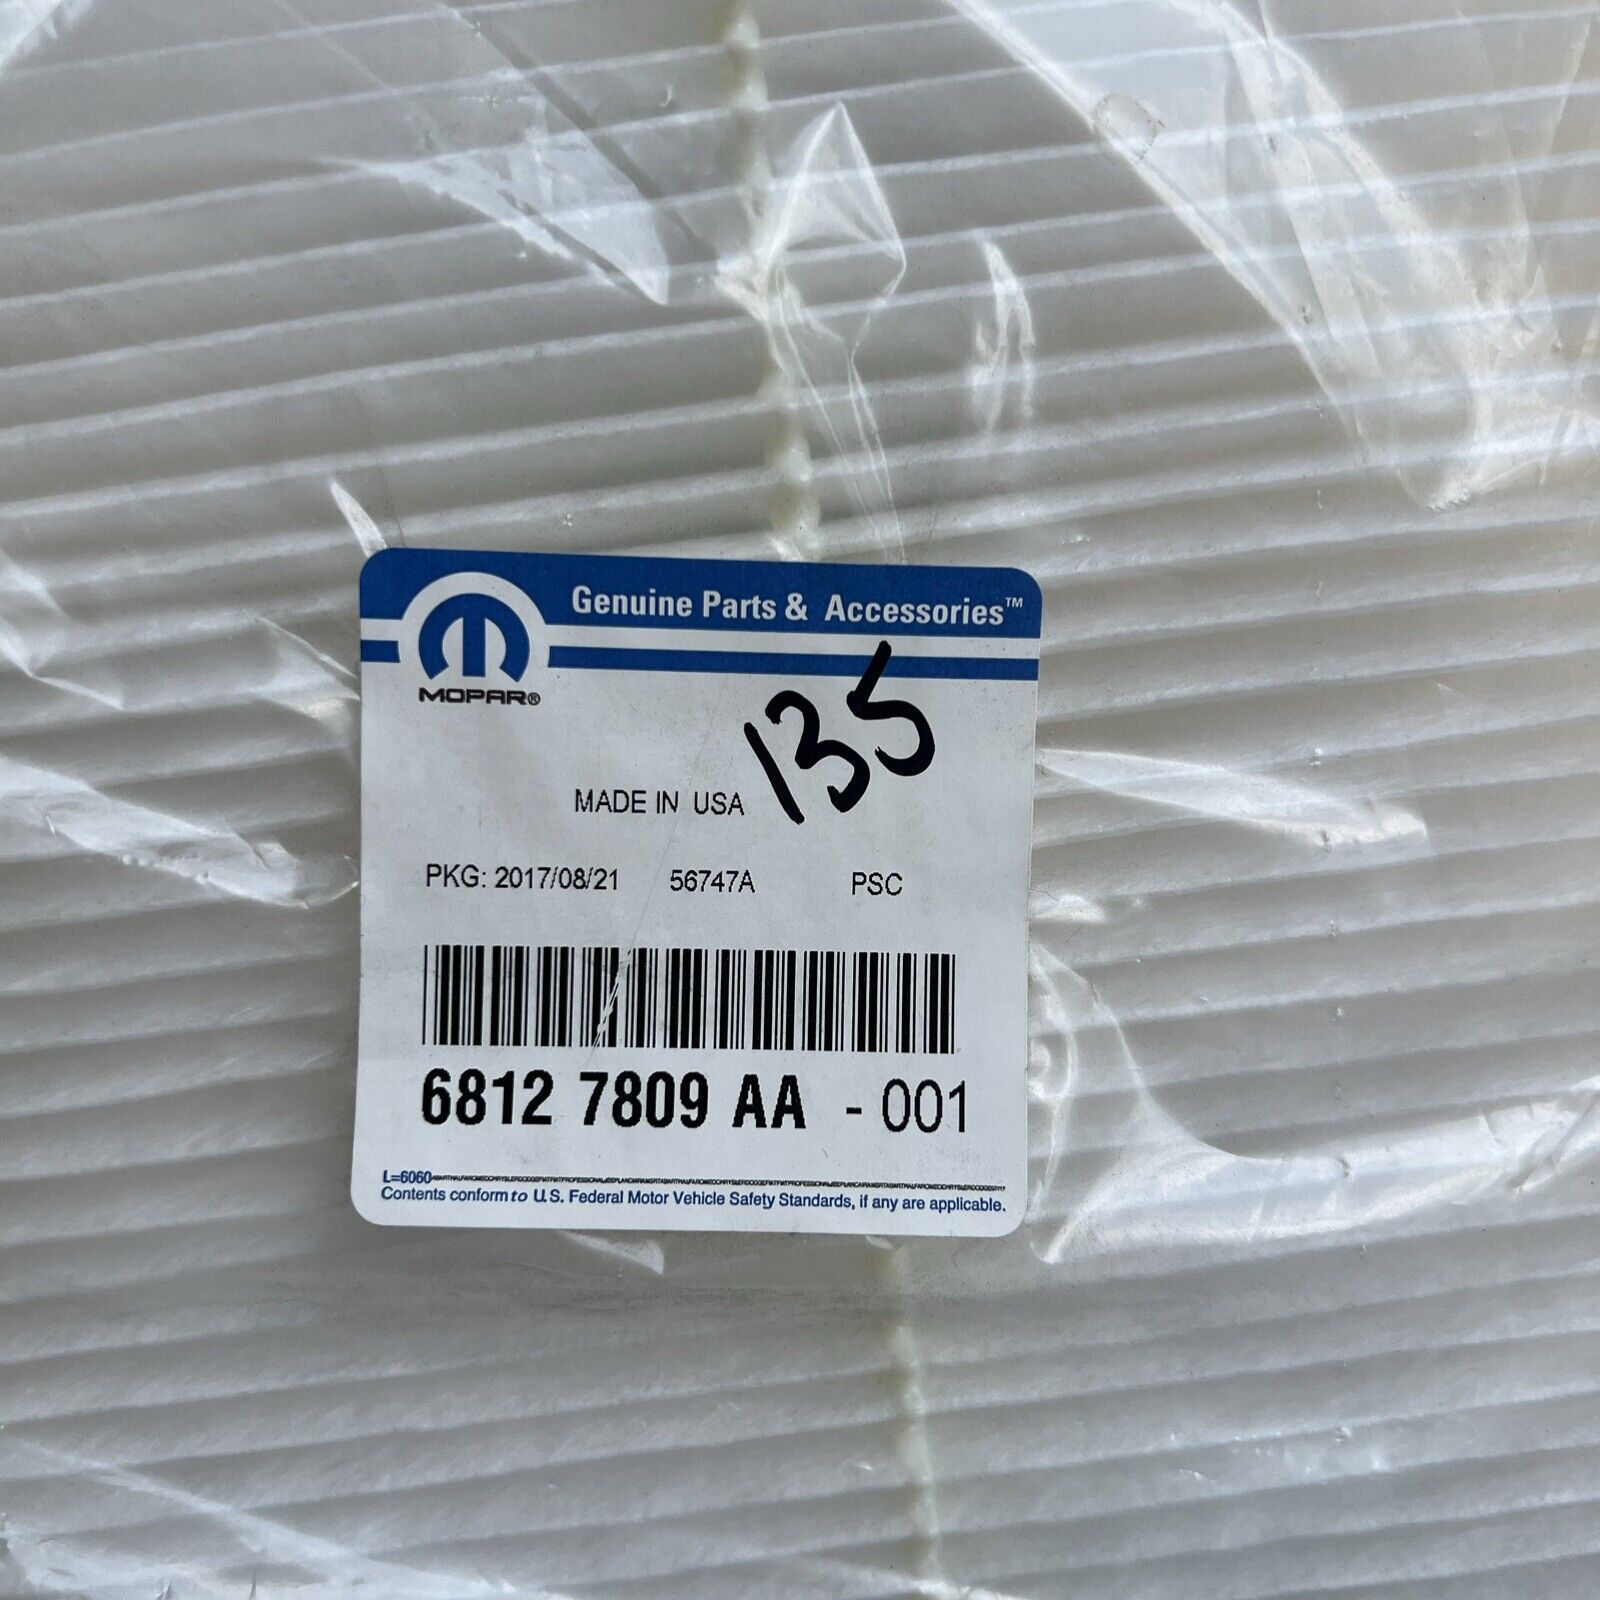 Genuine Parts & Accessories™
MOPAR®
135
MADE IN USA
PKG: 2017/08/21 56747A PSC
6812 7809 AA - 001
L=6060
Contents conform to U.S. Federal Motor Vehicle Safety Standards, if any are applicable.